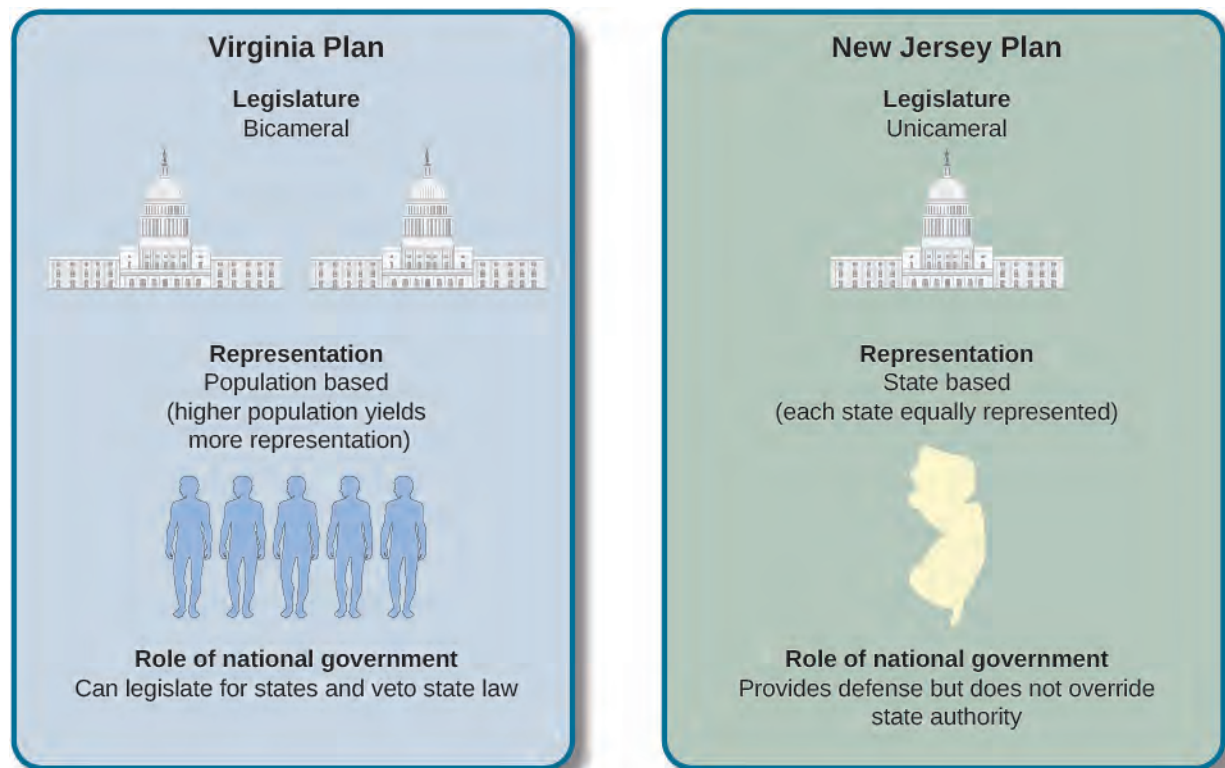 Virginia Plan
Legislature
Bicameral
Representation
Population based
(higher population yields
more representation)
Role of national government
Can legislate for states and veto state law
New Jersey Plan
Legislature
Unicameral
Representation
State based
(each state equally represented)
Role of national government
Provides defense but does not override
state authority